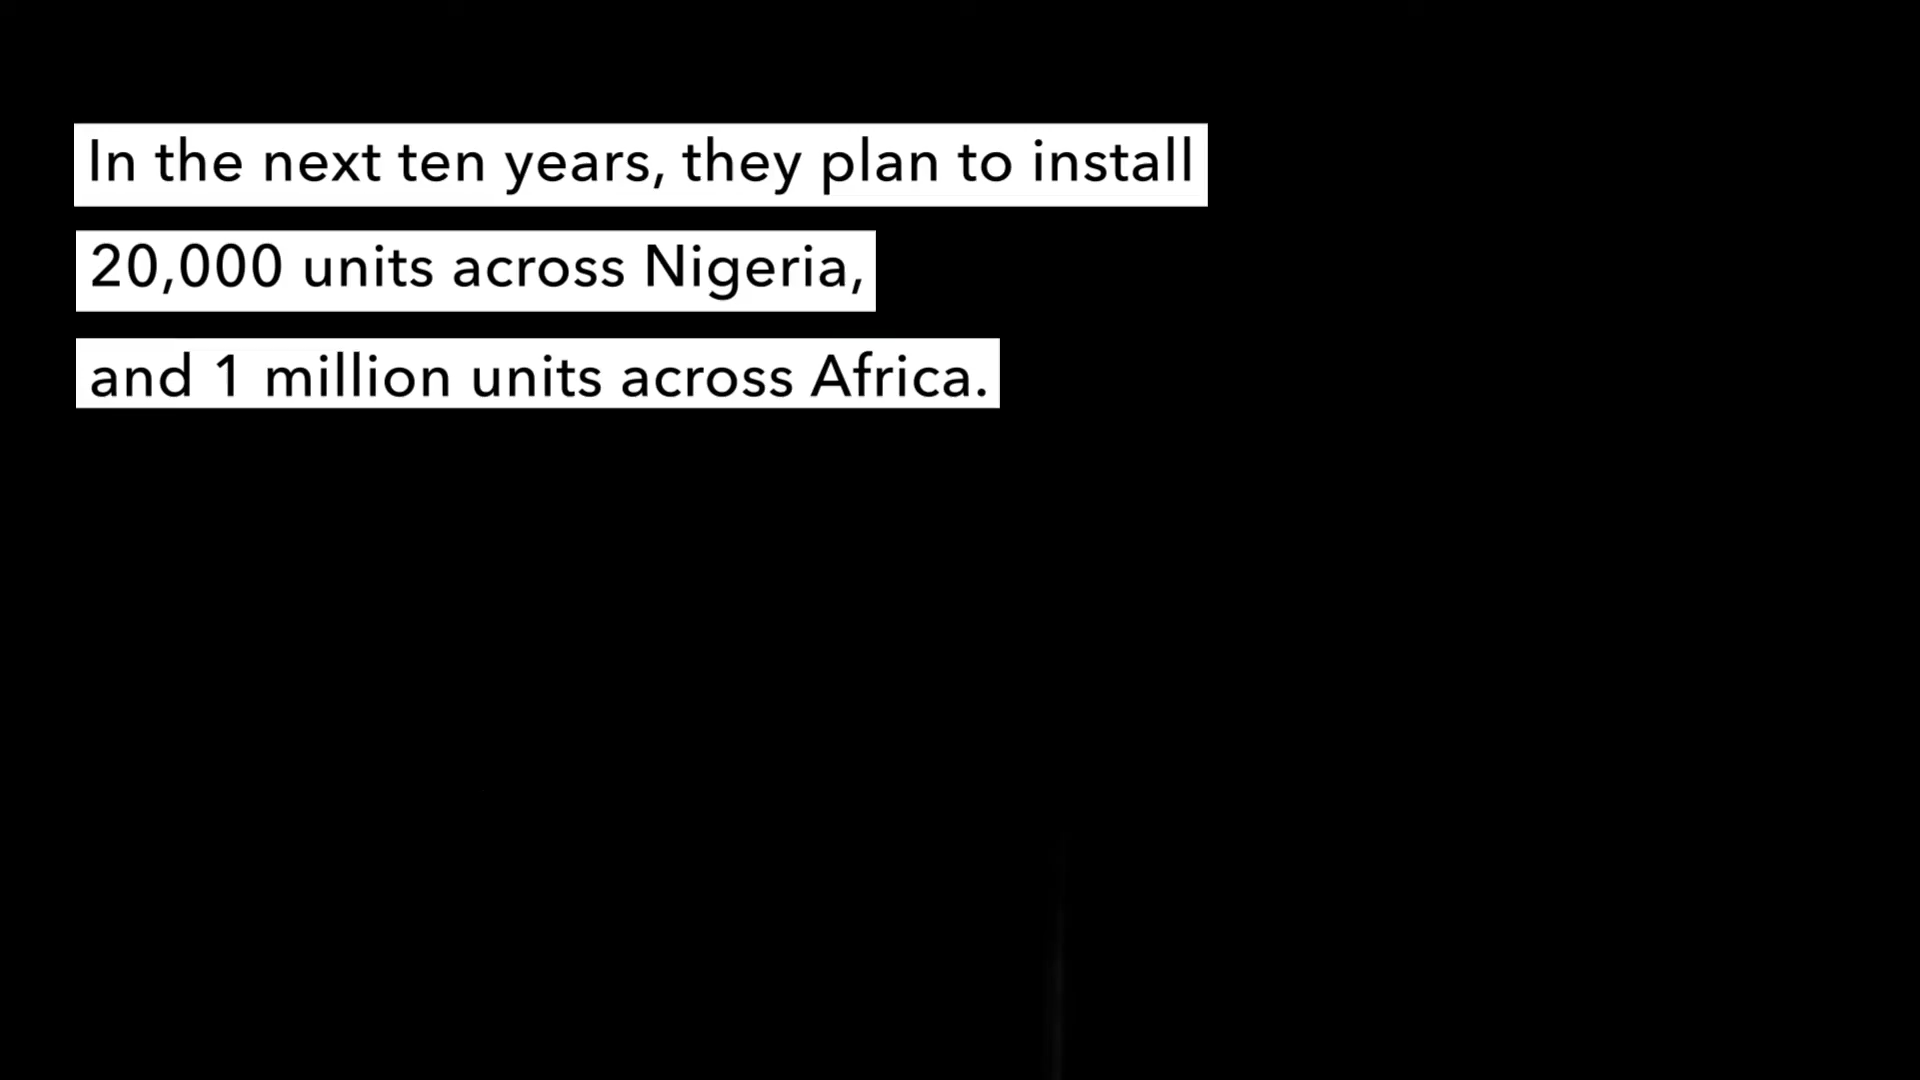 In the next ten years, they plan to install
20,000 units across Nigeria,
and 1 million units across Africa.